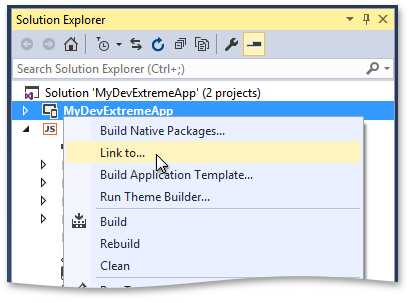 Solution Explorer
Search Solution Explorer (Ctrl+;)
Solution 'MyDevExtremeApp' (2 projects)
MyDevExtremeApp
JS
Build Native Packages...
Link to...
Build Application Template...
Run Theme Builder...
Build
Rebuild
Clean